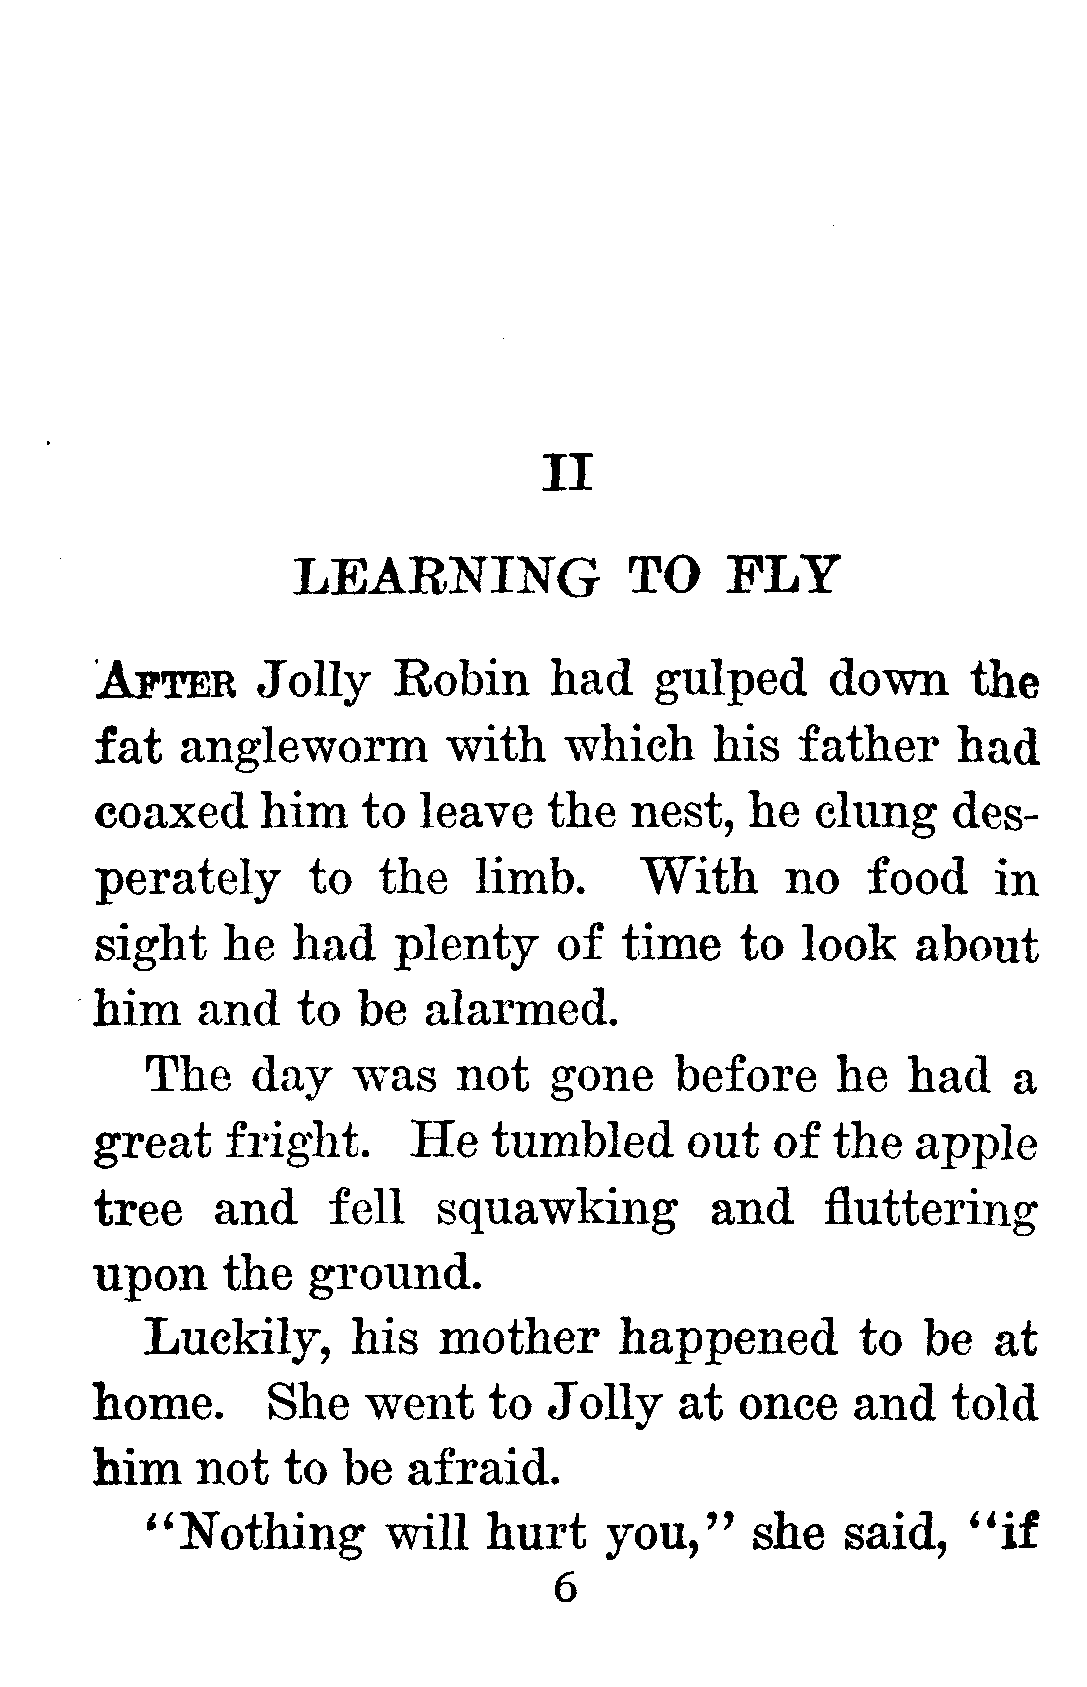 II
LEARNING TO FLY
AFTER Jolly Robin had gulped down the
fat angleworm with which his father had
coaxed him to leave the nest, he clung des-
perately to the limb. With no food in
sight he had plenty of time to look about
him and to be alarmed.
The day was not gone before he had a
great fright. He tumbled out of the apple
tree and fell squawking and fluttering
upon the ground.
Luckily, his mother happened to be at
home. She went to Jolly at once and told
him not to be afraid.
"Nothing will hurt you," she said, "if
6